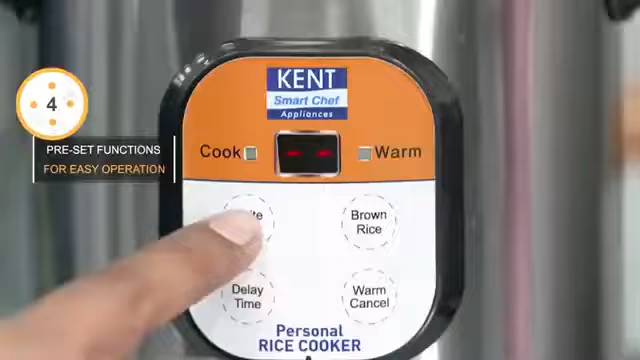 4
PRE-SET FUNCTIONS
FOR EASY OPERATION
KENT
Smart Chef
Appliances
Cook
Warm
Brown
Rice
Delay
Time
Warm
Cancel
Personal
RICE COOKER